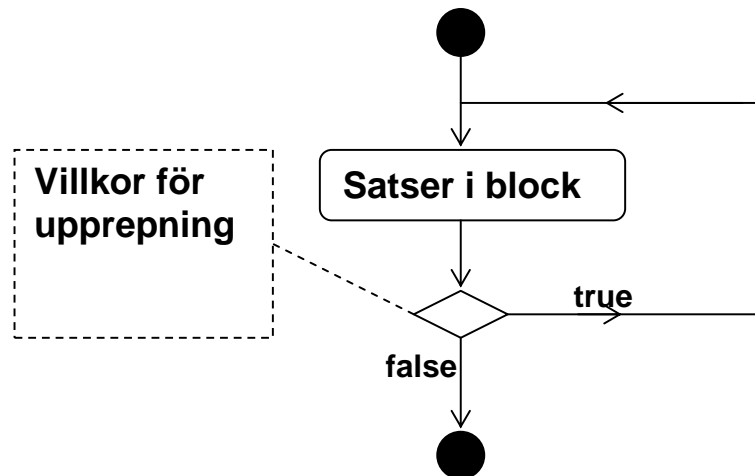 Villkor för
upprepning
Satser i block
true
false